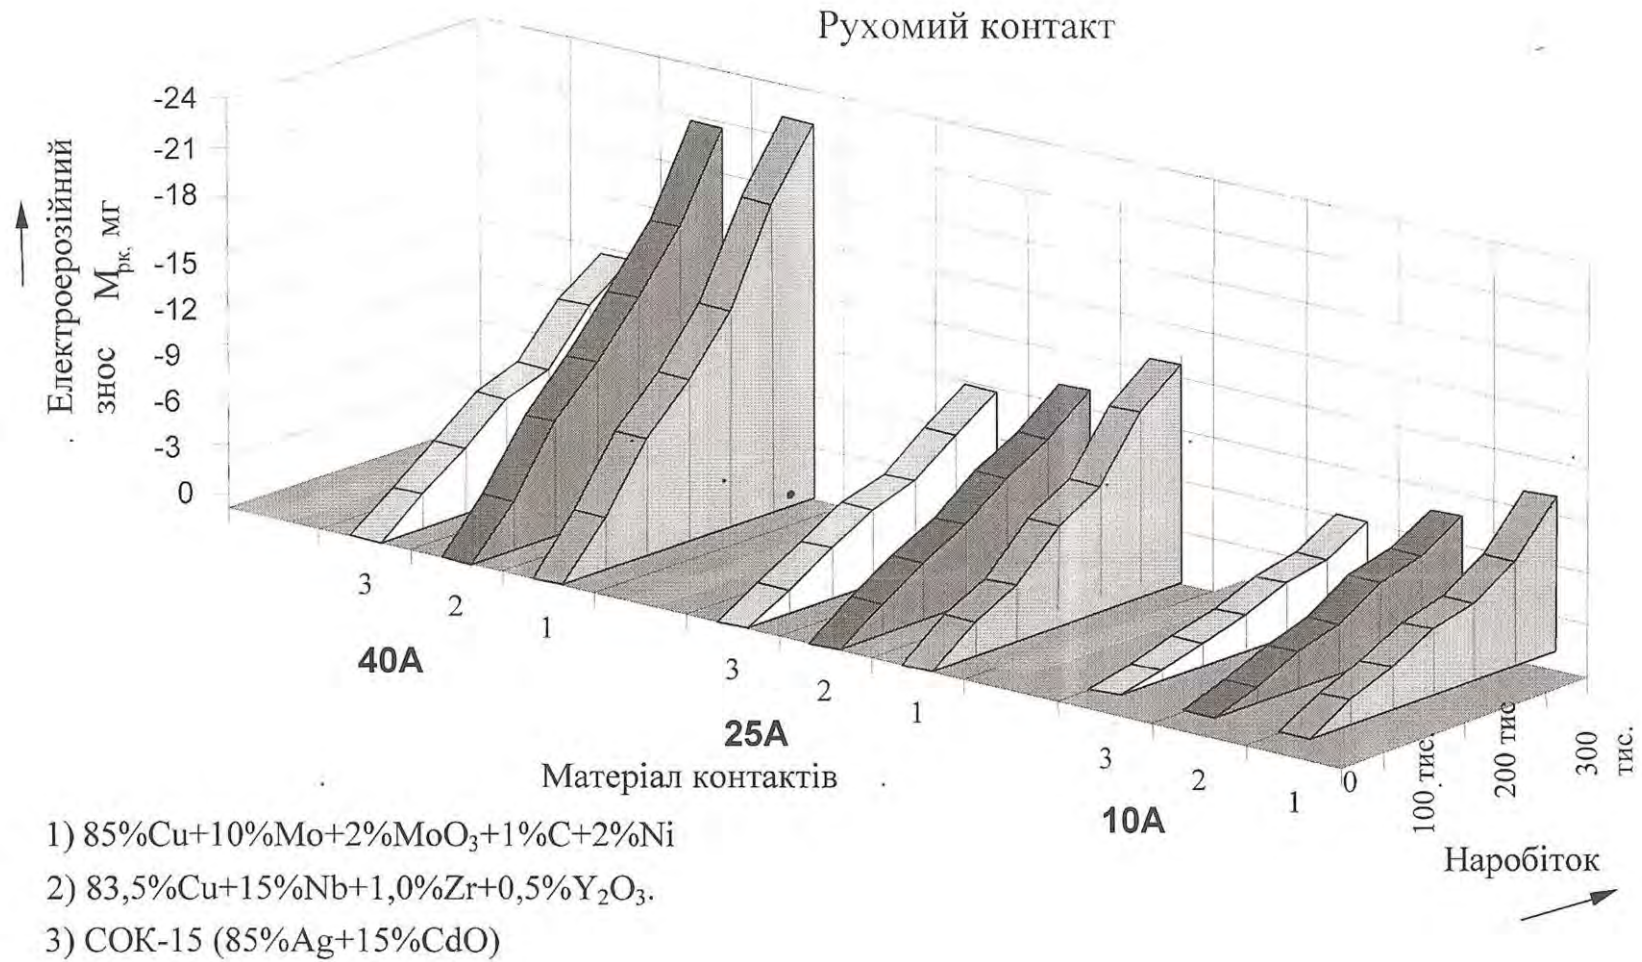 Рухомий контакт
-24
-21
-18
-15
-12
-9
-6
-3
0
Електроерозійний
знос Mрк, мг
3
2
1
40А
3
2
1
25А
3
2
1
10А
Матеріал контактів
0
100 тис.
200 тис
300
тис.
Наробіток
1) 85%Cu+10%Mo+2%MoO₃+1%C+2%Ni
2) 83,5%Cu+15%Nb+1,0%Zr+0,5%Y₂O₃.
3) СОК-15 (85%Ag+15%CdO)